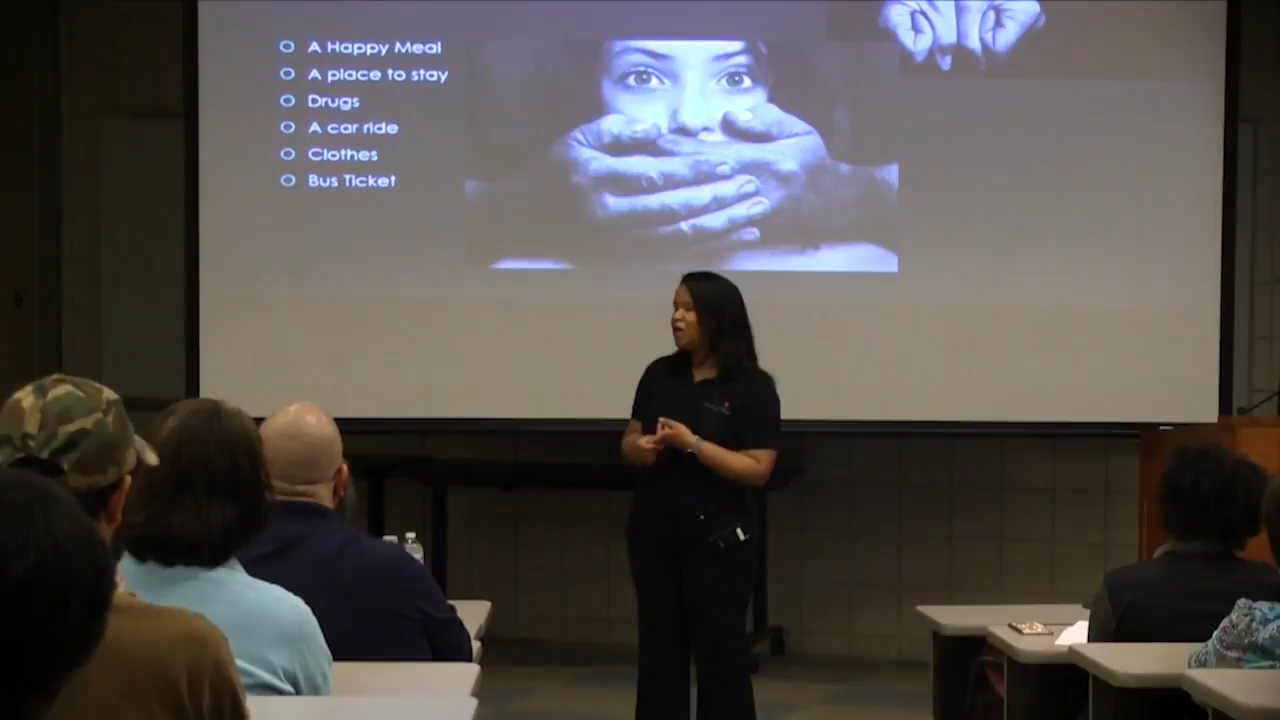 A Happy Meal
A place to stay
Drugs
A car ride
Clothes
Bus Ticket